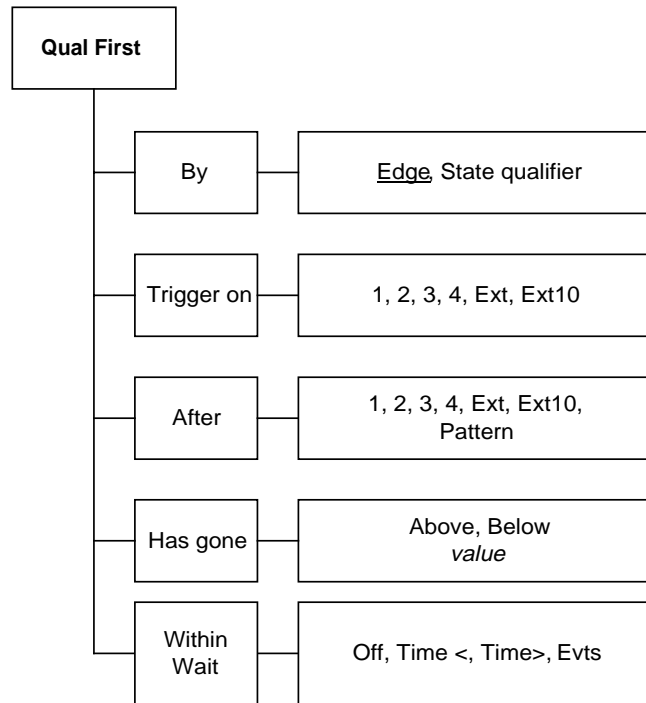 Qual First
By
Edge, State qualifier
Trigger on
1, 2, 3, 4, Ext, Ext10
After
1, 2, 3, 4, Ext, Ext10,
Pattern
Has gone
Above, Below
value
Within
Wait
Off, Time <, Time>, Evts